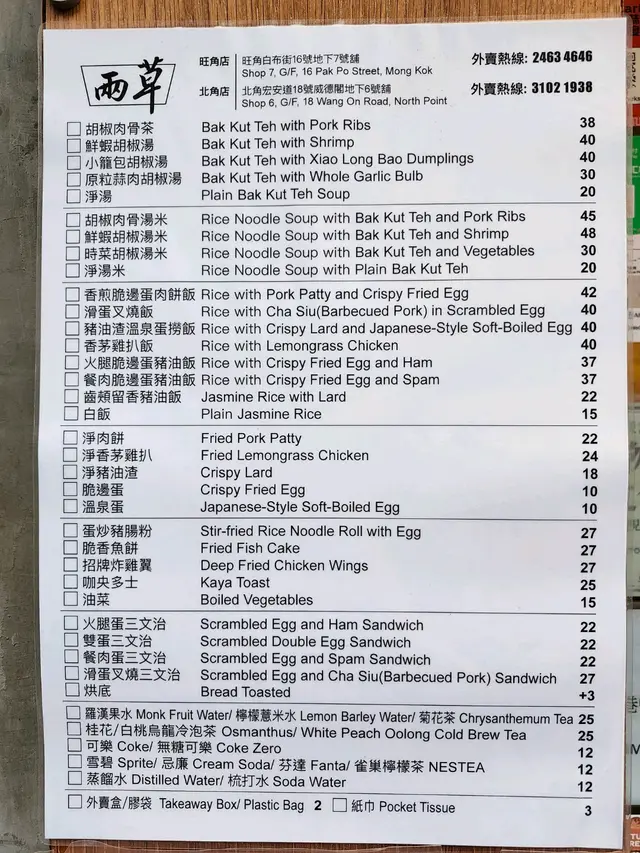 兩草
旺角店 旺角白布街16號地下7號舖 外賣熱線: 2463 4646
Shop 7, G/F, 16 Pak Po Street, Mong Kok
北角店 北角宏安道18號威德閣地下6號舖 外賣熱線: 3102 1938
Shop 6, G/F, 18 Wang On Road, North Point
胡椒肉骨茶 Bak Kut Teh with Pork Ribs 38
鮮蝦胡椒湯 Bak Kut Teh with Shrimp 40
小籠包胡椒湯 Bak Kut Teh with Xiao Long Bao Dumplings 40
原粒蒜肉胡椒湯 Bak Kut Teh with Whole Garlic Bulb 30
淨湯 Plain Bak Kut Teh Soup 20
胡椒肉骨湯米 Rice Noodle Soup with Bak Kut Teh and Pork Ribs 45
鮮蝦胡椒湯米 Rice Noodle Soup with Bak Kut Teh and Shrimp 48
時菜胡椒湯米 Rice Noodle Soup with Bak Kut Teh and Vegetables 30
淨湯米 Rice Noodle Soup with Plain Bak Kut Teh 20
香煎脆邊蛋肉餅飯 Rice with Pork Patty and Crispy Fried Egg 42
滑蛋叉燒飯 Rice with Cha Siu(Barbecued Pork) in Scrambled Egg 40
豬油渣溫泉蛋撈飯 Rice with Crispy Lard and Japanese-Style Soft-Boiled Egg 40
香茅雞扒飯 Rice with Lemongrass Chicken 40
火腿脆邊蛋豬油飯 Rice with Crispy Fried Egg and Ham 37
餐肉脆邊蛋豬油飯 Rice with Crispy Fried Egg and Spam 37
齒頰留香豬油飯 Jasmine Rice with Lard 22
白飯 Plain Jasmine Rice 15
淨肉餅 Fried Pork Patty 22
淨香茅雞扒 Fried Lemongrass Chicken 24
淨豬油渣 Crispy Lard 18
脆邊蛋 Crispy Fried Egg 10
溫泉蛋 Japanese-Style Soft-Boiled Egg 10
蛋炒豬腸粉 Stir-fried Rice Noodle Roll with Egg 27
脆香魚餅 Fried Fish Cake 27
招牌炸雞翼 Deep Fried Chicken Wings 27
咖央多士 Kaya Toast 25
油菜 Boiled Vegetables 15
火腿蛋三文治 Scrambled Egg and Ham Sandwich 22
雙蛋三文治 Scrambled Double Egg Sandwich 22
餐肉蛋三文治 Scrambled Egg and Spam Sandwich 22
滑蛋叉燒三文治 Scrambled Egg and Cha Siu(Barbecued Pork) Sandwich 27
烘底 Bread Toasted +3
羅漢果水 Monk Fruit Water/ 檸檬薏米水 Lemon Barley Water/ 菊花茶 Chrysanthemum Tea 25
桂花/白桃烏龍冷泡茶 Osmanthus/ White Peach Oolong Cold Brew Tea 25
可樂 Coke/ 無糖可樂 Coke Zero 12
雪碧 Sprite/ 忌廉 Cream Soda/ 芬達 Fanta/ 雀巢檸檬茶 NESTEA 12
蒸餾水 Distilled Water/ 梳打水 Soda Water 12
外賣盒/膠袋 Takeaway Box/ Plastic Bag 2 紙巾 Pocket Tissue 3